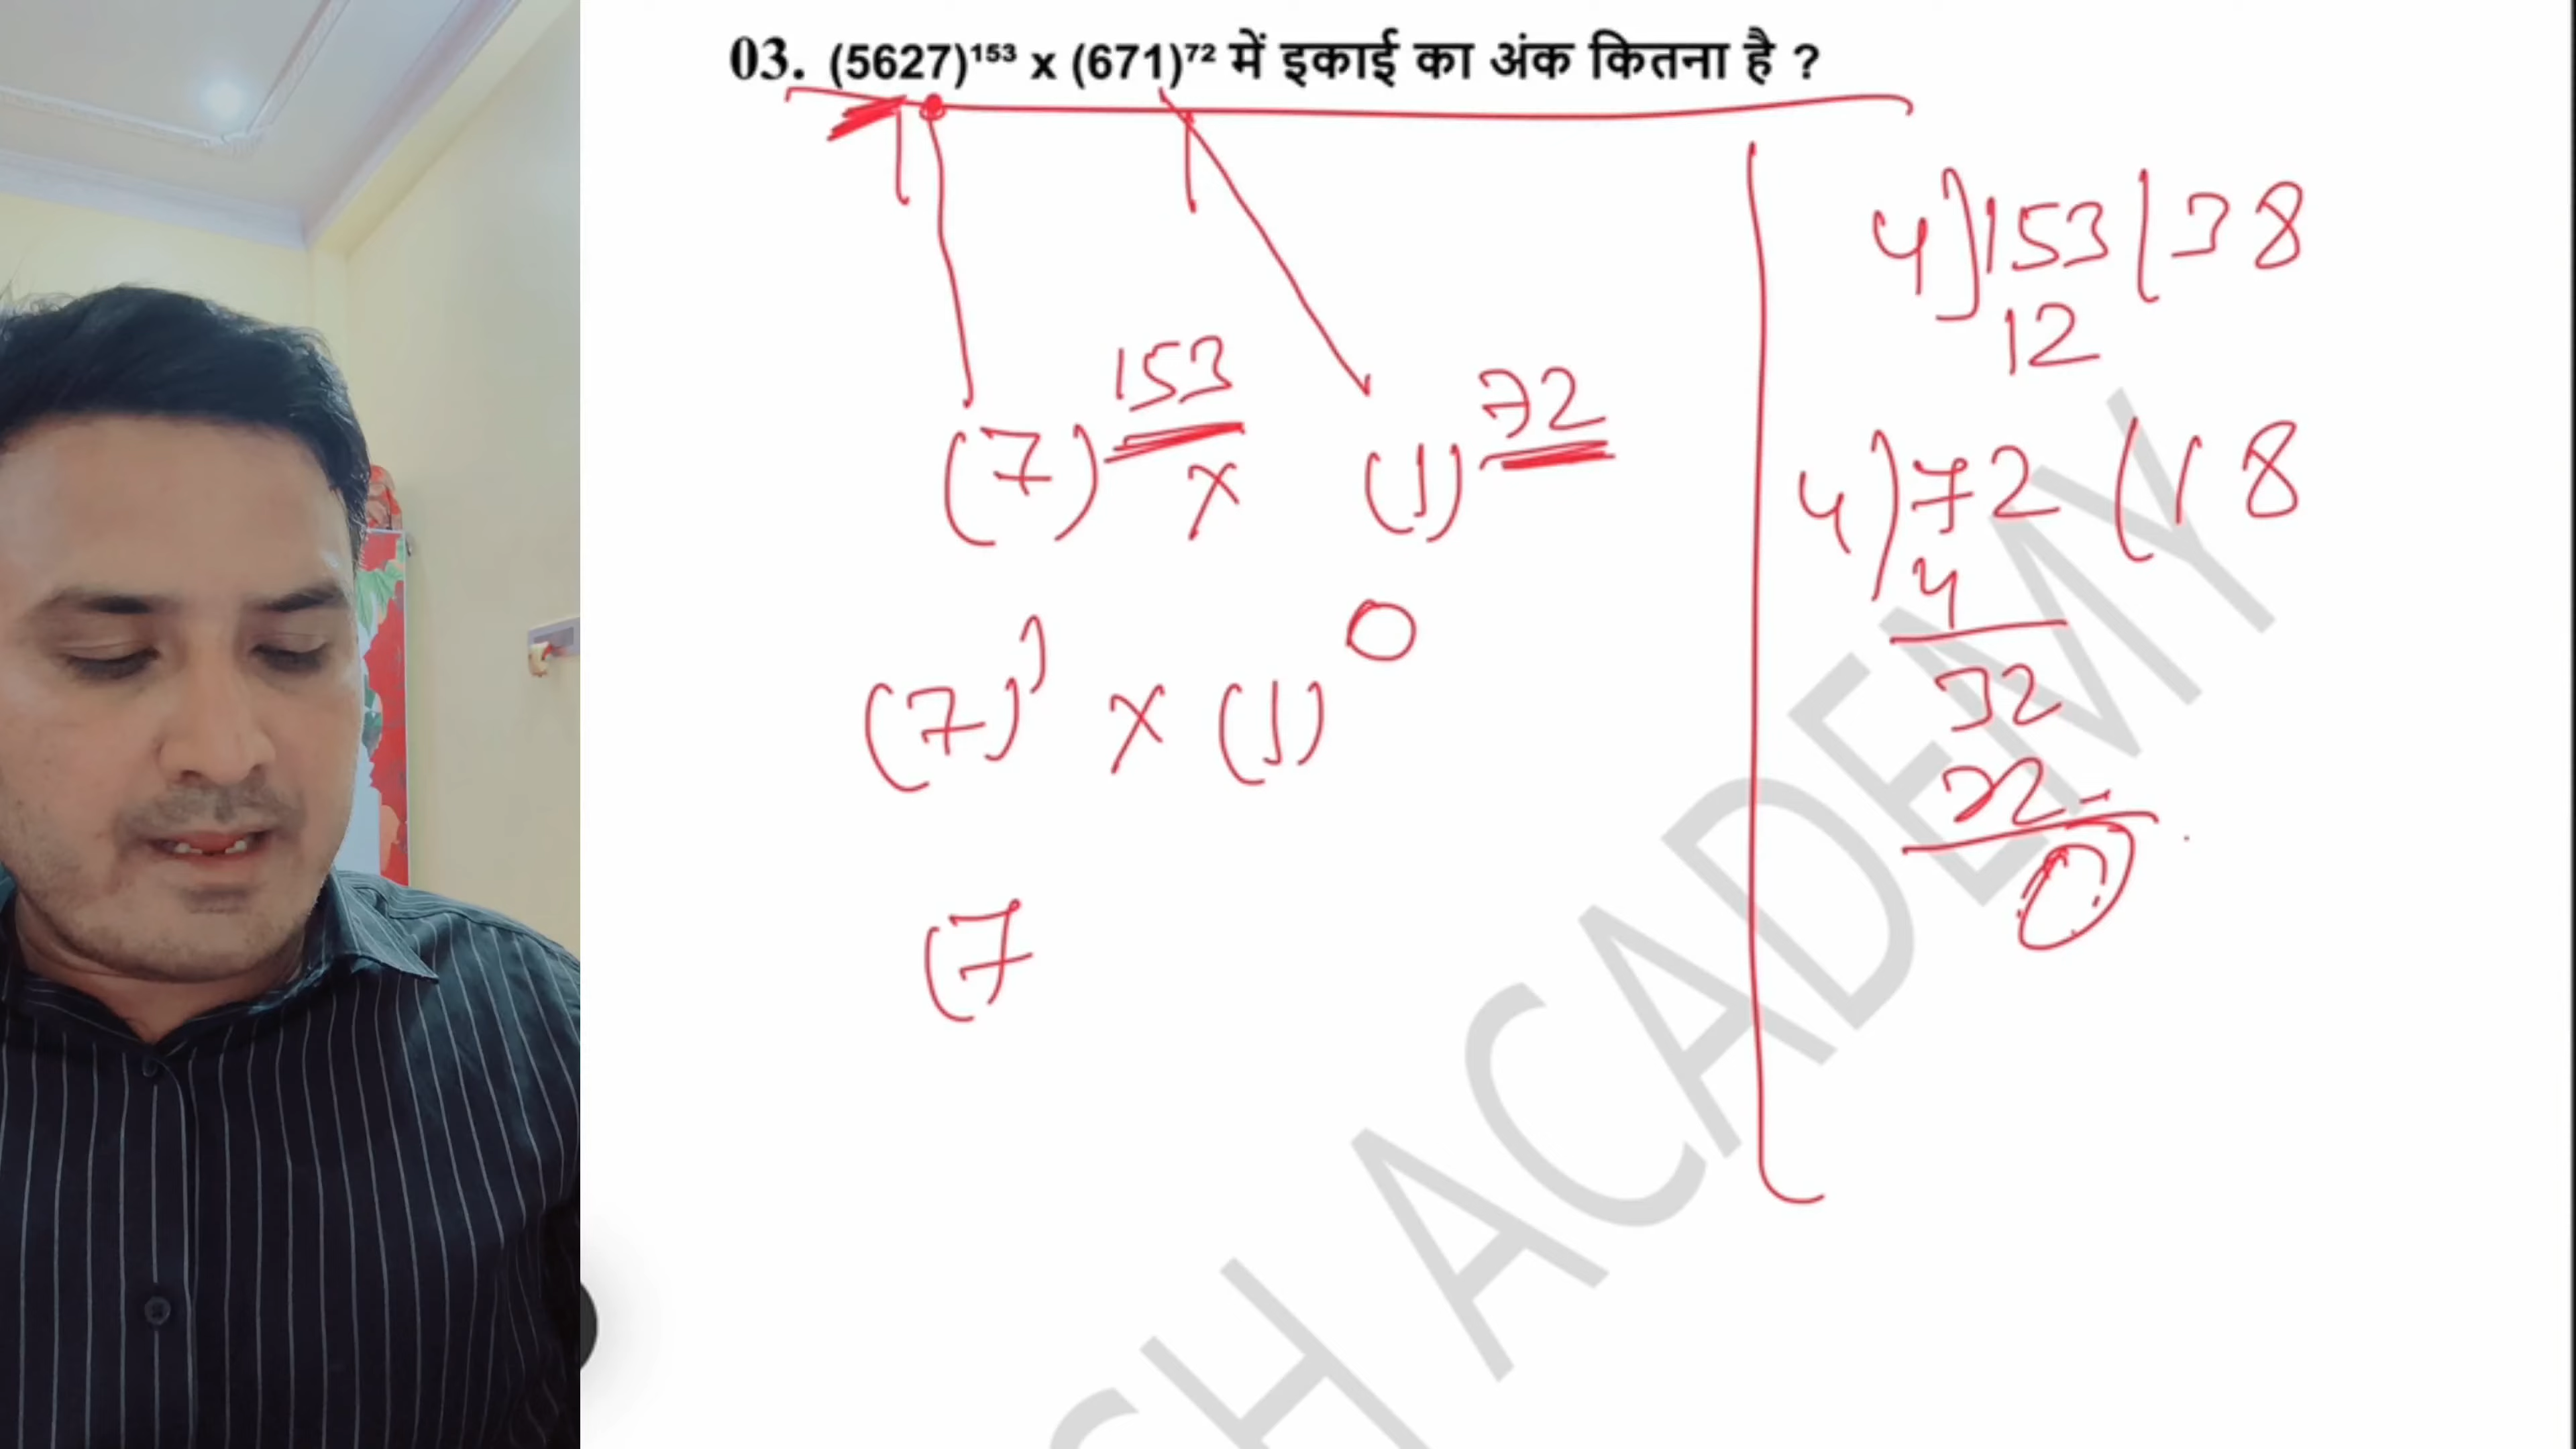 03. (5627)¹⁵³ x (671)⁷² में इकाई का अंक कितना है ?
(7)¹⁵³ x (1)⁷²
(7)¹ x (1)⁰
(7
4)153(38
12
4)72(18
4
32
32
0
H ACADEMY